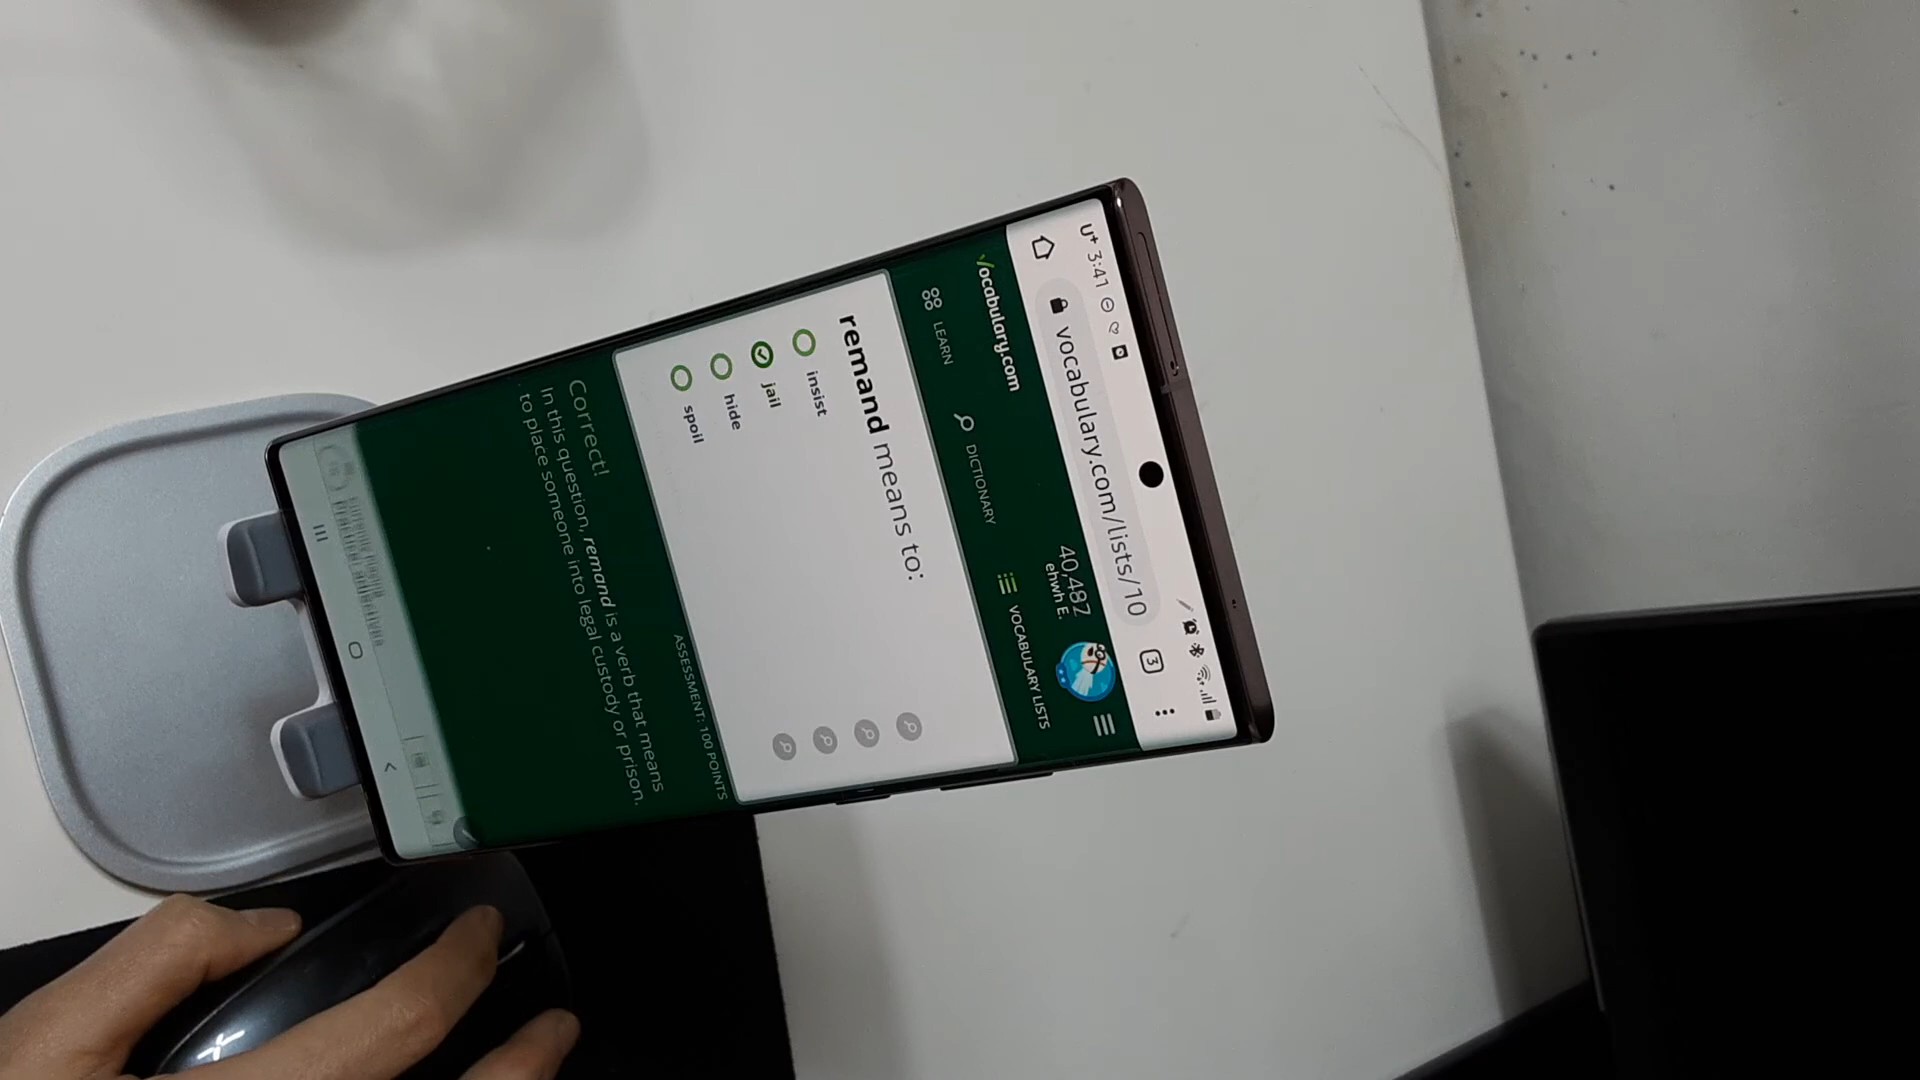 U+ 3:41
vocabulary.com/lists/10
3
Vocabulary.com
40,487
ehwh E.
LEARN
DICTIONARY
VOCABULARY LISTS
remand means to:
insist
jail
hide
spoil
ASSESSMENT: 100 POINTS
Correct!
In this question, remand is a verb that means
to place someone into legal custody or prison.